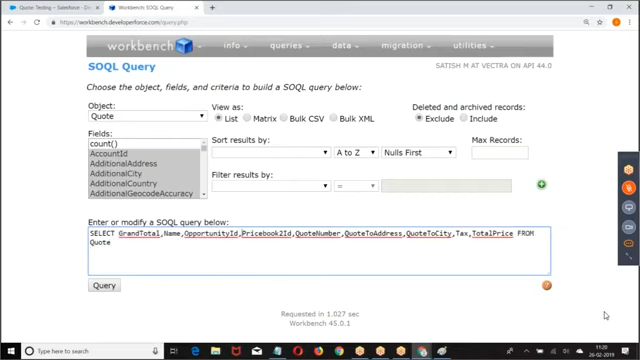 Quote Testing ~ Salesforce - Dev
Workbench: SOQL Query
https://workbench.developerforce.com/query.php
workbench
info
queries
data
migration
utilities
SOQL Query
SATISH M AT VECTRA ON API 44.0
Choose the object, fields, and criteria to build a SOQL query below:
Object:
Quote
View as:
List Matrix Bulk CSV Bulk XML
Deleted and archived records:
Exclude Include
Fields:
count()
AccountId
AdditionalAddress
AdditionalCity
AdditionalCountry
AdditionalGeocodeAccuracy
Sort results by:
A to Z
Nulls First
Max Records:
Filter results by:
=
Enter or modify a SOQL query below:
SELECT GrandTotal,Name,OpportunityId,Pricebook2Id,QuoteNumber,QuoteToAddress,QuoteToCity,Tax,TotalPrice FROM
Quote
Query
Requested in 1.027 sec
Workbench 45.0.1
Type here to search
11:20
26-02-2019